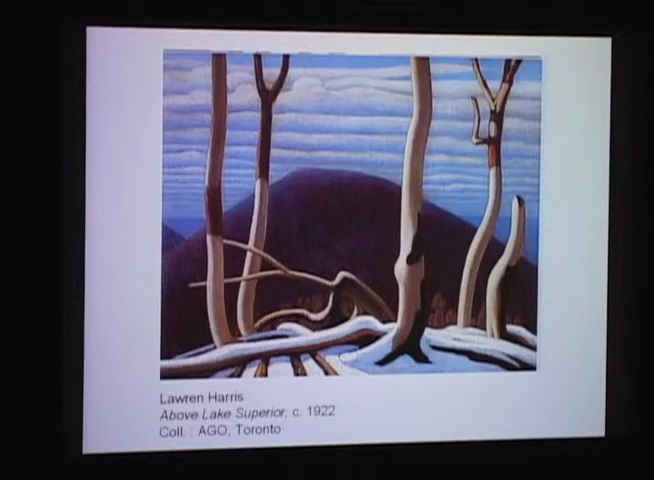 Lawren Harris
Above Lake Superior, c. 1922
Coll. : AGO, Toronto